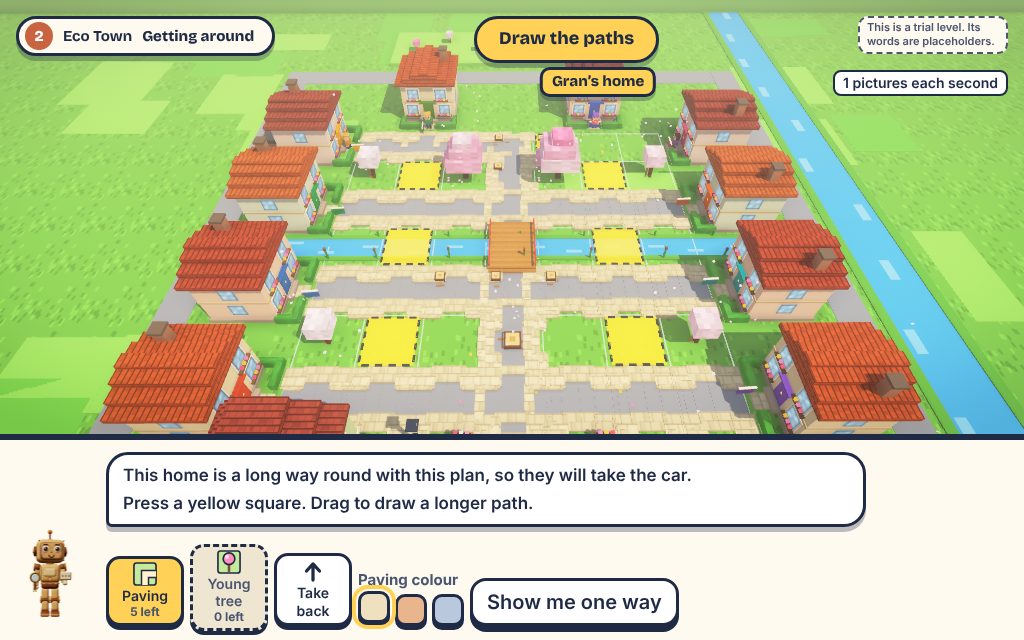 2 Eco Town Getting around
Draw the paths
This is a trial level. Its
words are placeholders.
Gran's home
1 pictures each second
This home is a long way round with this plan, so they will take the car.
Press a yellow square. Drag to draw a longer path.
Paving
5 left
Young
tree
0 left
Take
back
Paving colour
Show me one way